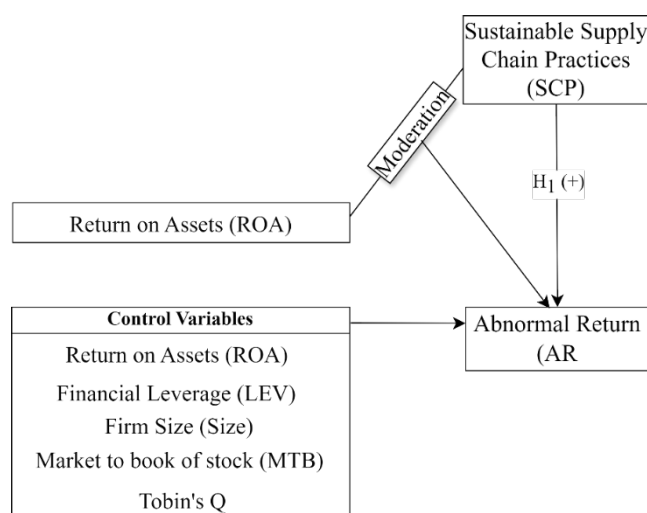 Sustainable Supply
Chain Practices
(SCP)
Moderation
H1 (+)
Return on Assets (ROA)
Control Variables
Return on Assets (ROA)
Financial Leverage (LEV)
Firm Size (Size)
Market to book of stock (MTB)
Tobin's Q
Abnormal Return
(AR